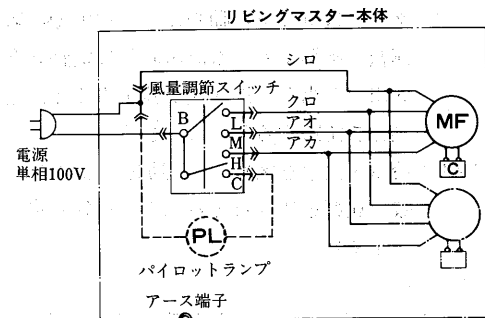 リビングマスター本体
シロ
風量調節スイッチ
クロ
B
L
アオ
MF
M
アカ
電源
単相100V
H
C
C
PL
パイロットランプ
アース端子